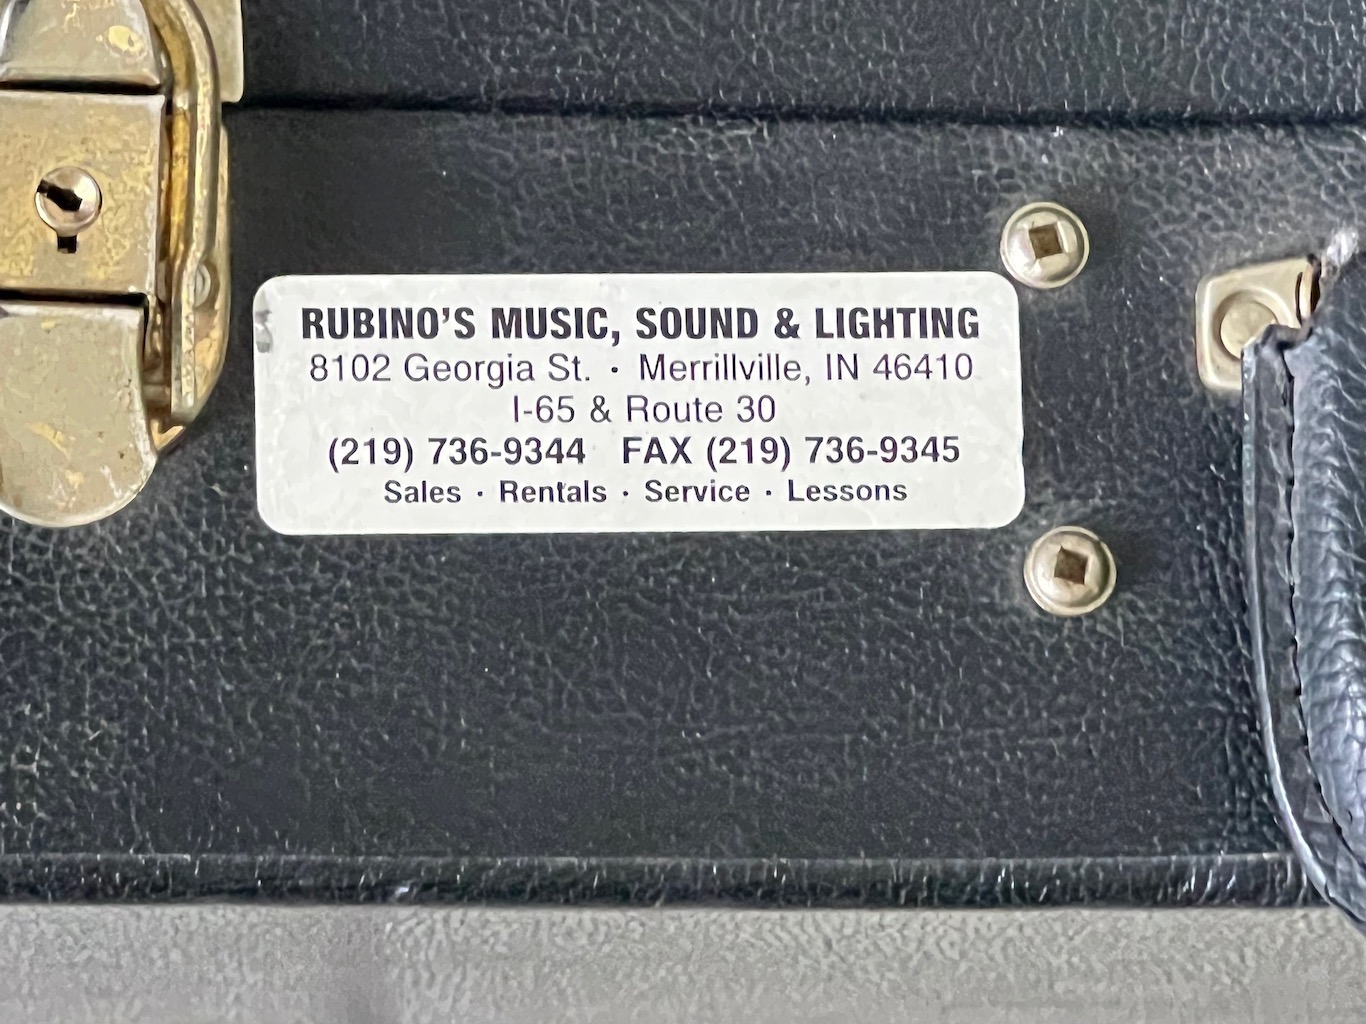 RUBINO'S MUSIC, SOUND & LIGHTING
8102 Georgia St. · Merrillville, IN 46410
I-65 & Route 30
(219) 736-9344 FAX (219) 736-9345
Sales · Rentals · Service · Lessons